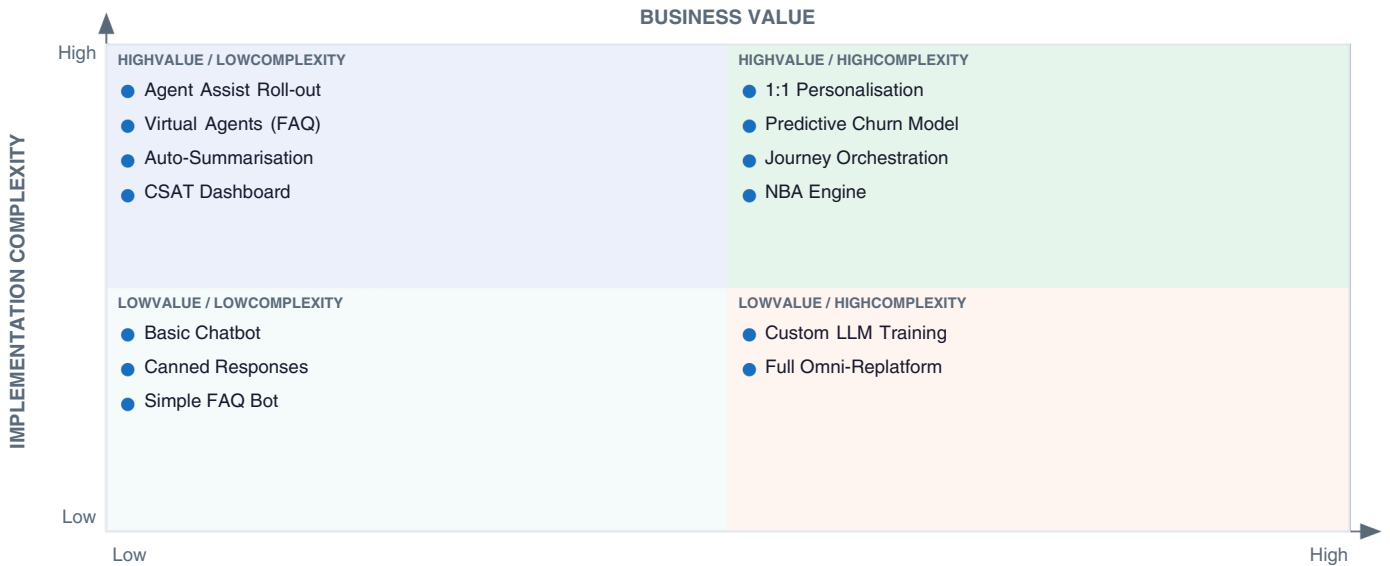 BUSINESS VALUE
High
IMPLEMENTATION COMPLEXITY
HIGHVALUE / LOWCOMPLEXITY
Agent Assist Roll-out
Virtual Agents (FAQ)
Auto-Summarisation
CSAT Dashboard
HIGHVALUE / HIGHCOMPLEXITY
1:1 Personalisation
Predictive Churn Model
Journey Orchestration
NBA Engine
LOWVALUE / LOWCOMPLEXITY
Basic Chatbot
Canned Responses
Simple FAQ Bot
LOWVALUE / HIGHCOMPLEXITY
Custom LLM Training
Full Omni-Replatform
Low
Low
High